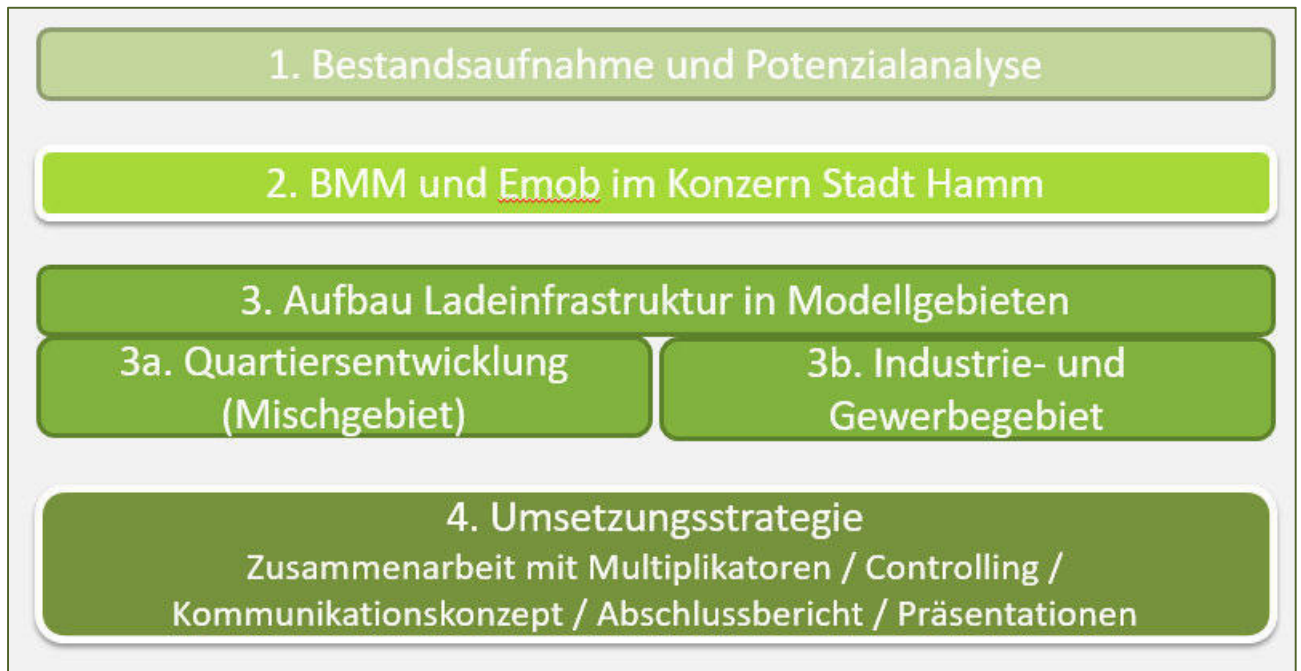 1. Bestandsaufnahme und Potenzialanalyse
2. BMM und Emob im Konzern Stadt Hamm
3. Aufbau Ladeinfrastruktur in Modellgebieten
3a. Quartiersentwicklung
(Mischgebiet)
3b. Industrie- und
Gewerbegebiet
4. Umsetzungsstrategie
Zusammenarbeit mit Multiplikatoren / Controlling /
Kommunikationskonzept / Abschlussbericht / Präsentationen